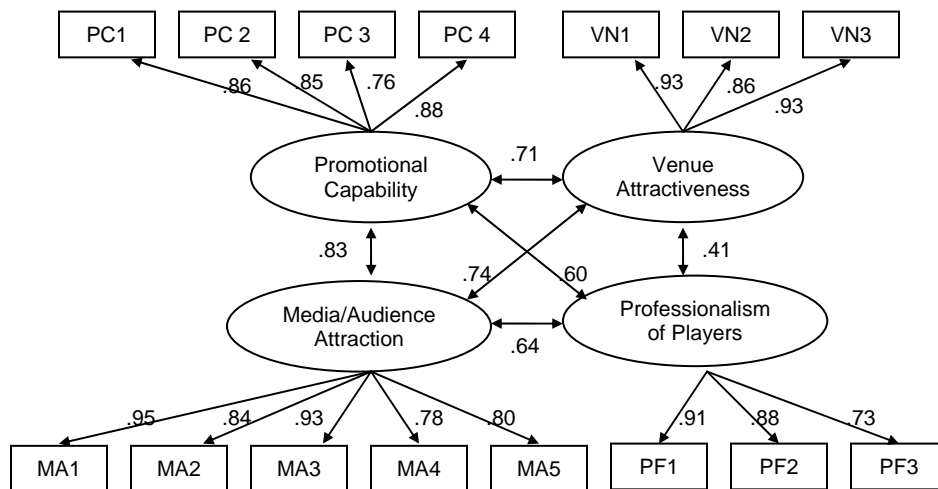 PC1 PC 2 PC 3 PC 4 VN1 VN2 VN3
.86 .85 .76 .88 .93 .86 .93
Promotional
Capability
.71
Venue
Attractiveness
.83 .74 .60 .41
Media/Audience
Attraction
.64
Professionalism
of Players
.95 .84 .93 .78 .80 .91 .88 .73
MA1 MA2 MA3 MA4 MA5 PF1 PF2 PF3